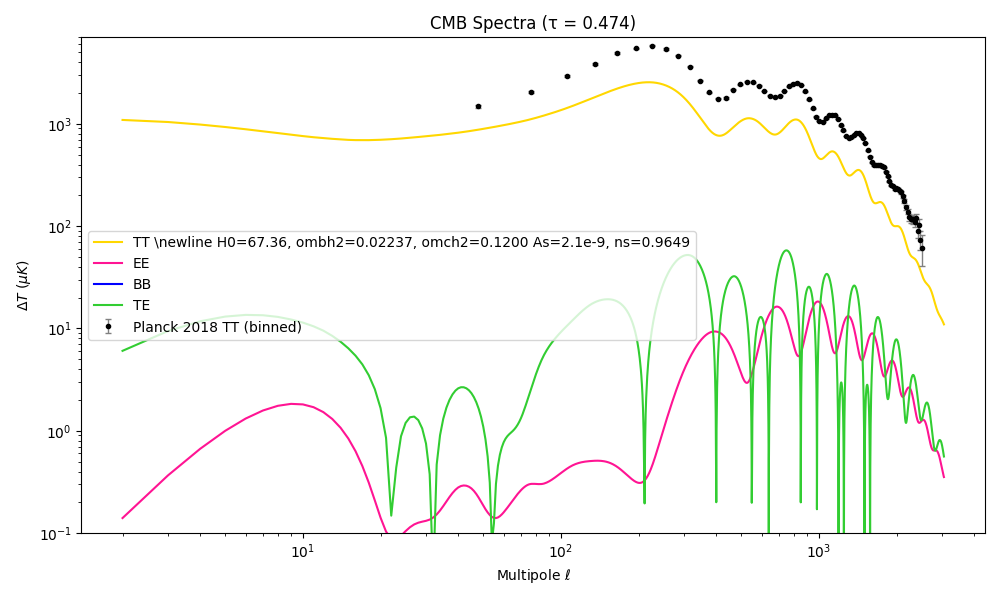 CMB Spectra (τ = 0.474)
ΔT (μK)
10³
10²
10¹
10⁰
10⁻¹
TT \newline H0=67.36, ombh2=0.02237, omch2=0.1200 As=2.1e-9, ns=0.9649
EE
BB
TE
Planck 2018 TT (binned)
10¹ 10² 10³
Multipole ℓ